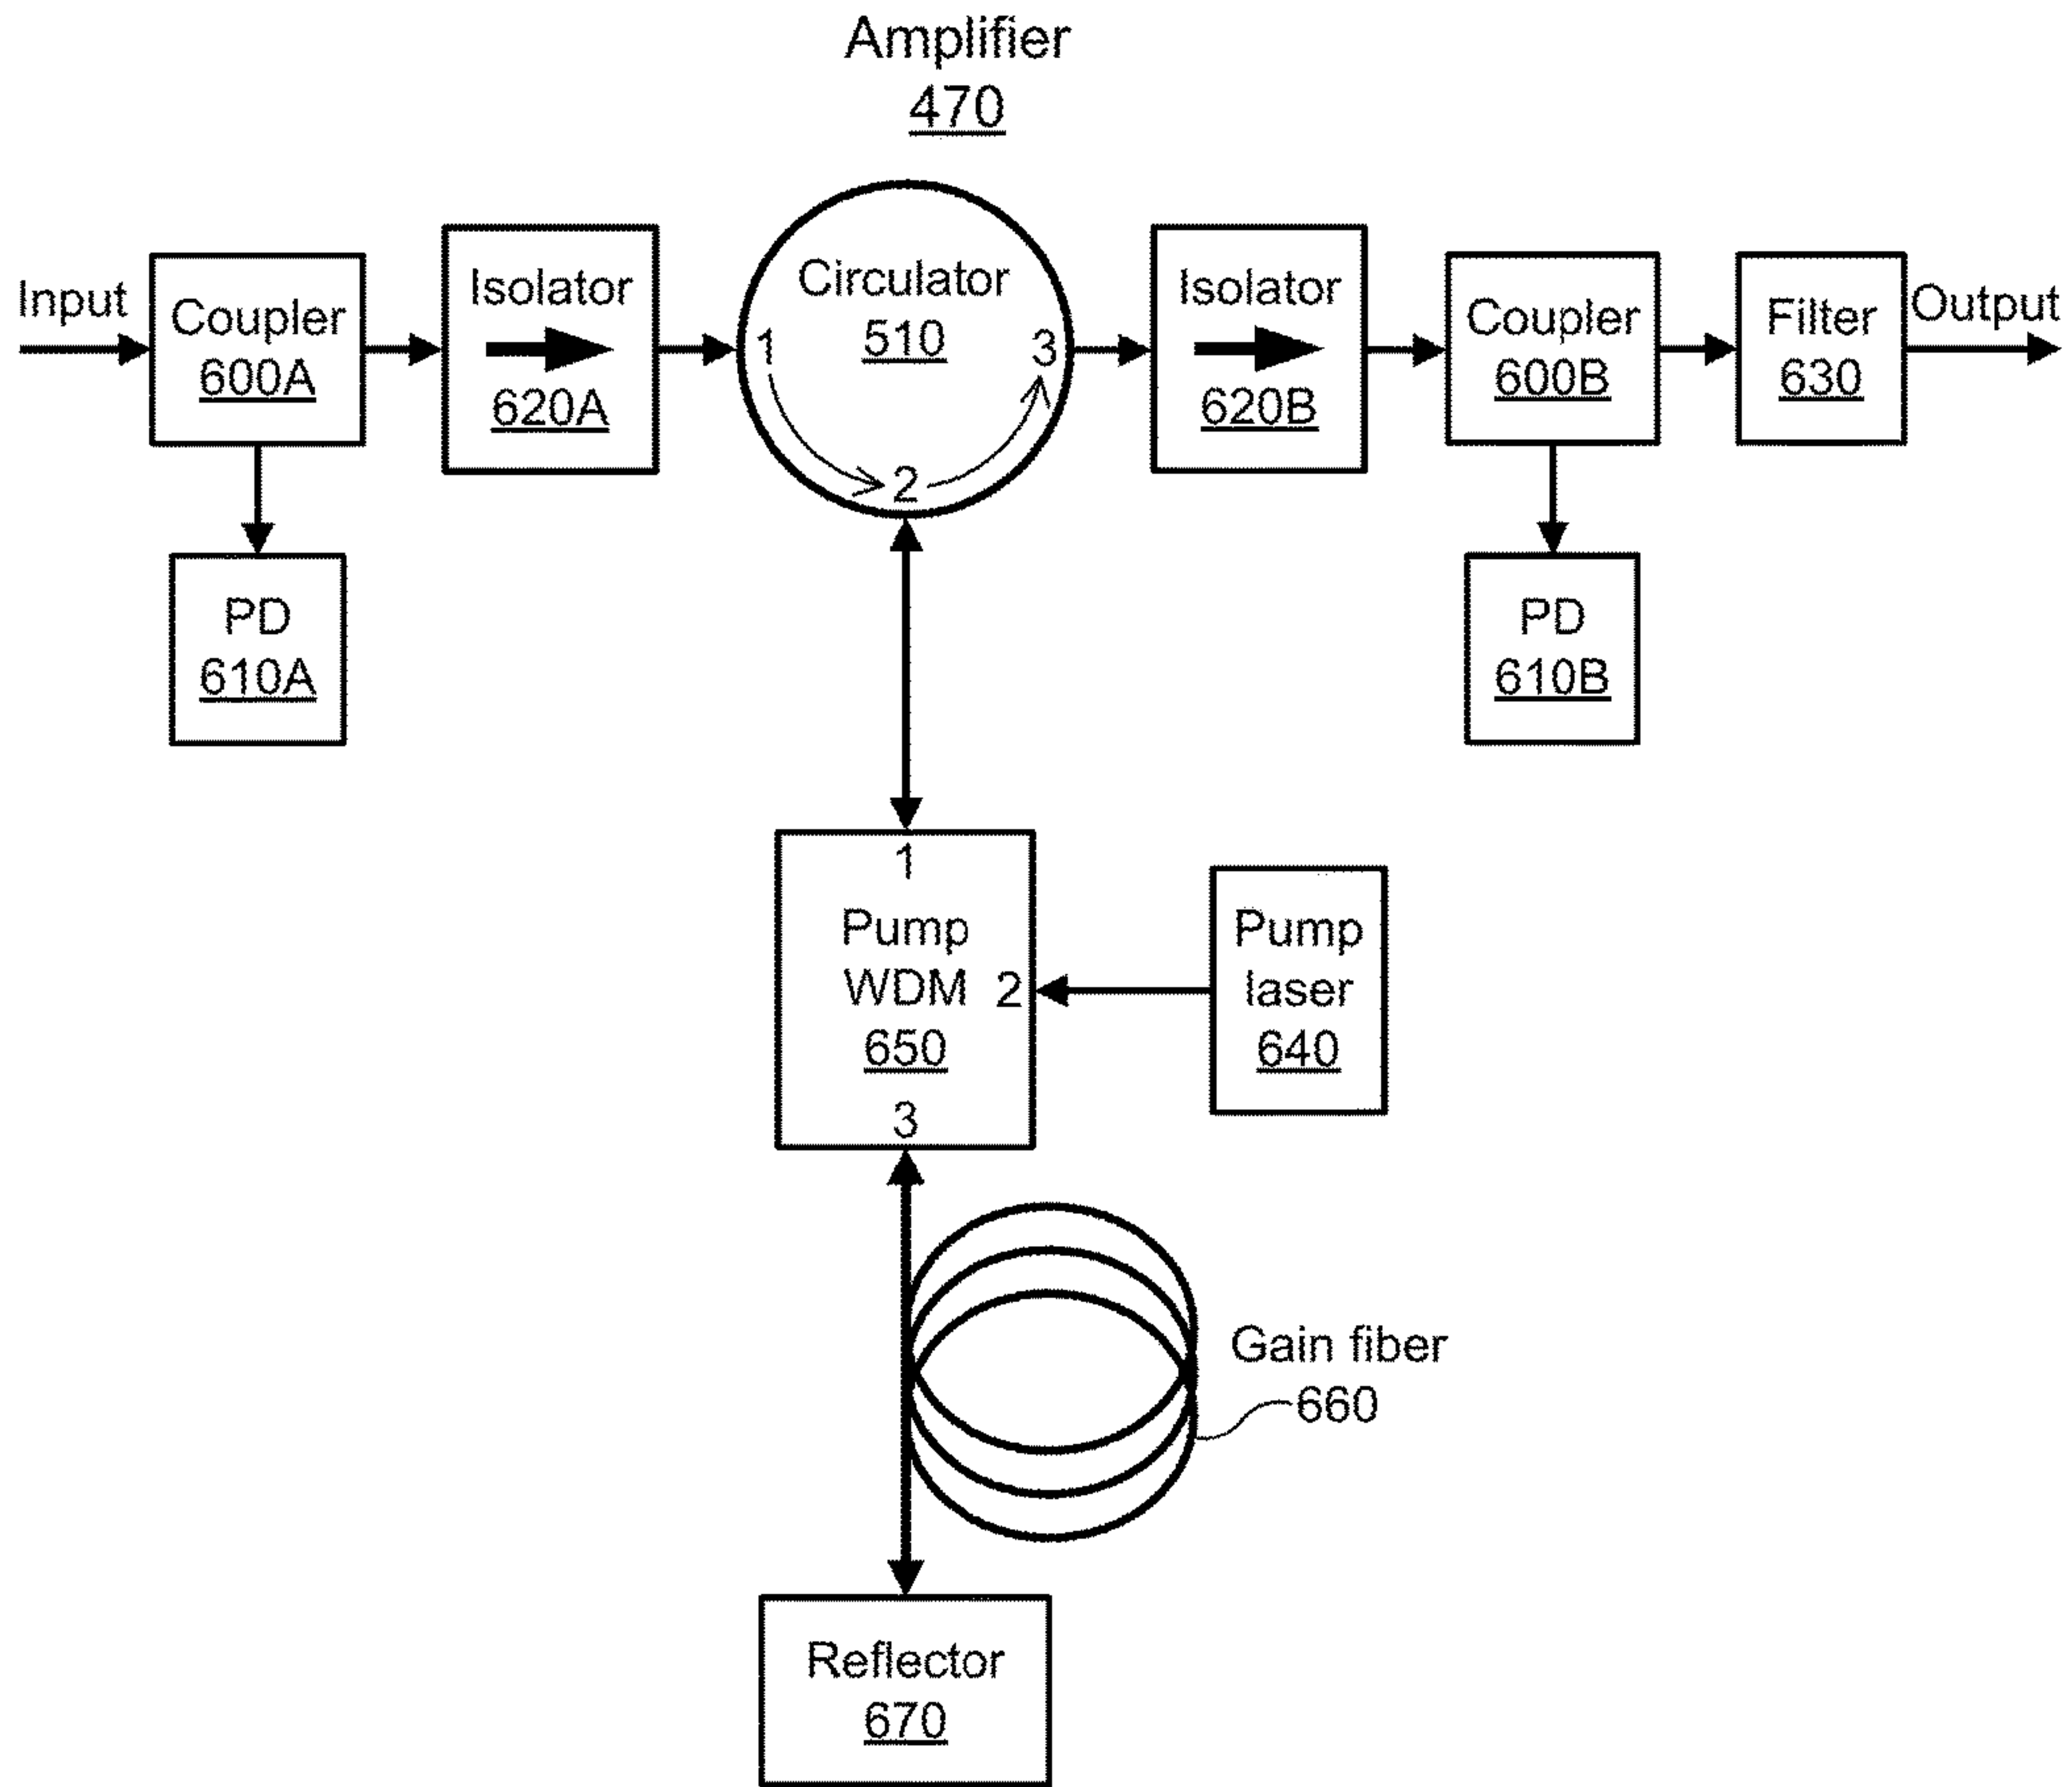 Amplifier
470
Input
Coupler
600A
Isolator
620A
Circulator
510
1
2
3
Isolator
620B
Coupler
600B
Filter
630
Output
PD
610A
PD
610B
1
Pump
WDM
650
2
3
Pump
laser
640
Gain fiber
660
Reflector
670